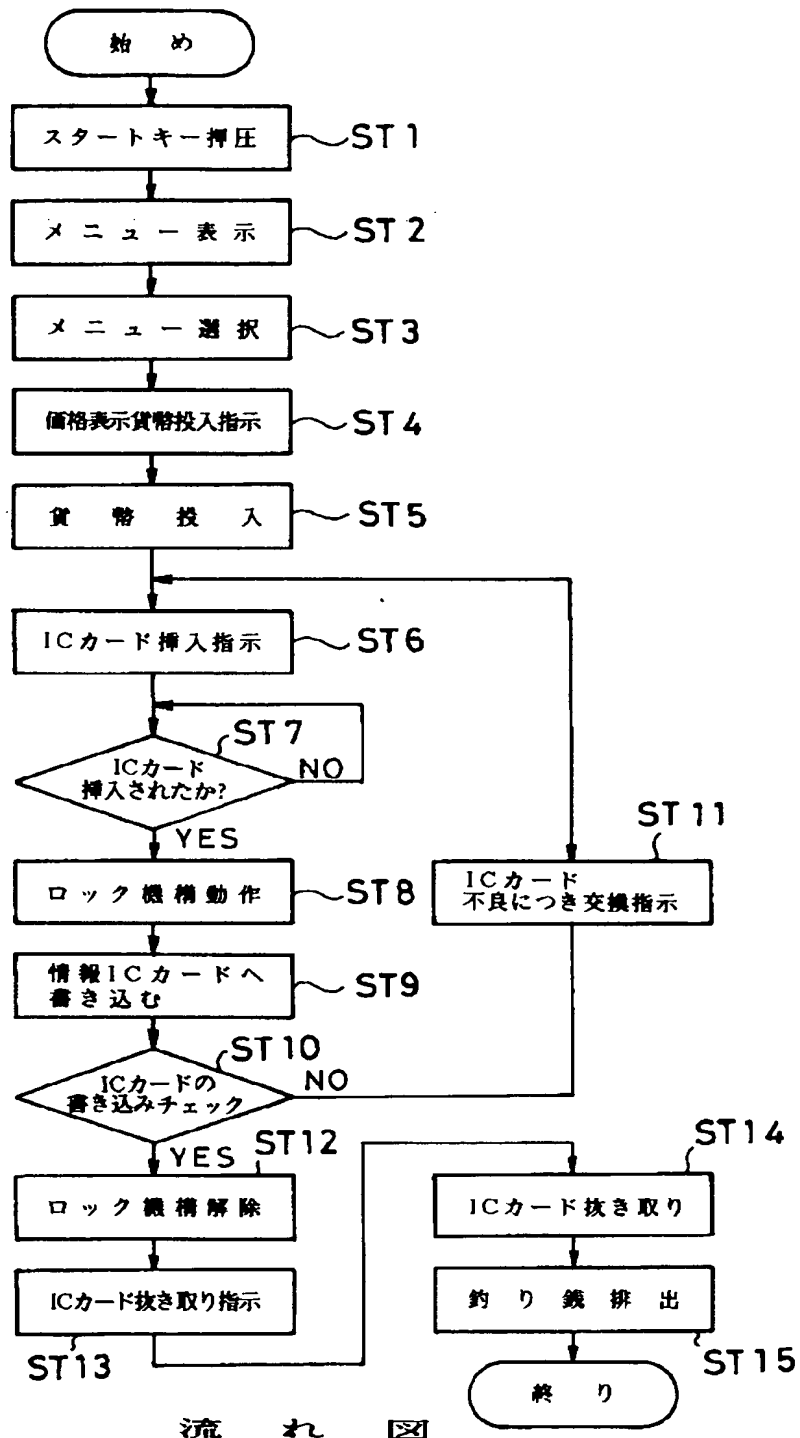 始め
スタートキー押圧
ST1
メニュー表示
ST2
メニュー選択
ST3
価格表示貨幣投入指示
ST4
貨幣投入
ST5
ICカード挿入指示
ST6
ST7
ICカード
挿入されたか?
NO
YES
ロック機構動作
ST8
情報ICカードへ
書き込む
ST9
ST10
ICカードの
書き込みチェック
NO
YES
ST11
ICカード
不良につき交換指示
ST12
ロック機構解除
ICカード抜き取り指示
ST13
ST14
ICカード抜き取り
釣り銭排出
ST15
終り
流れ図